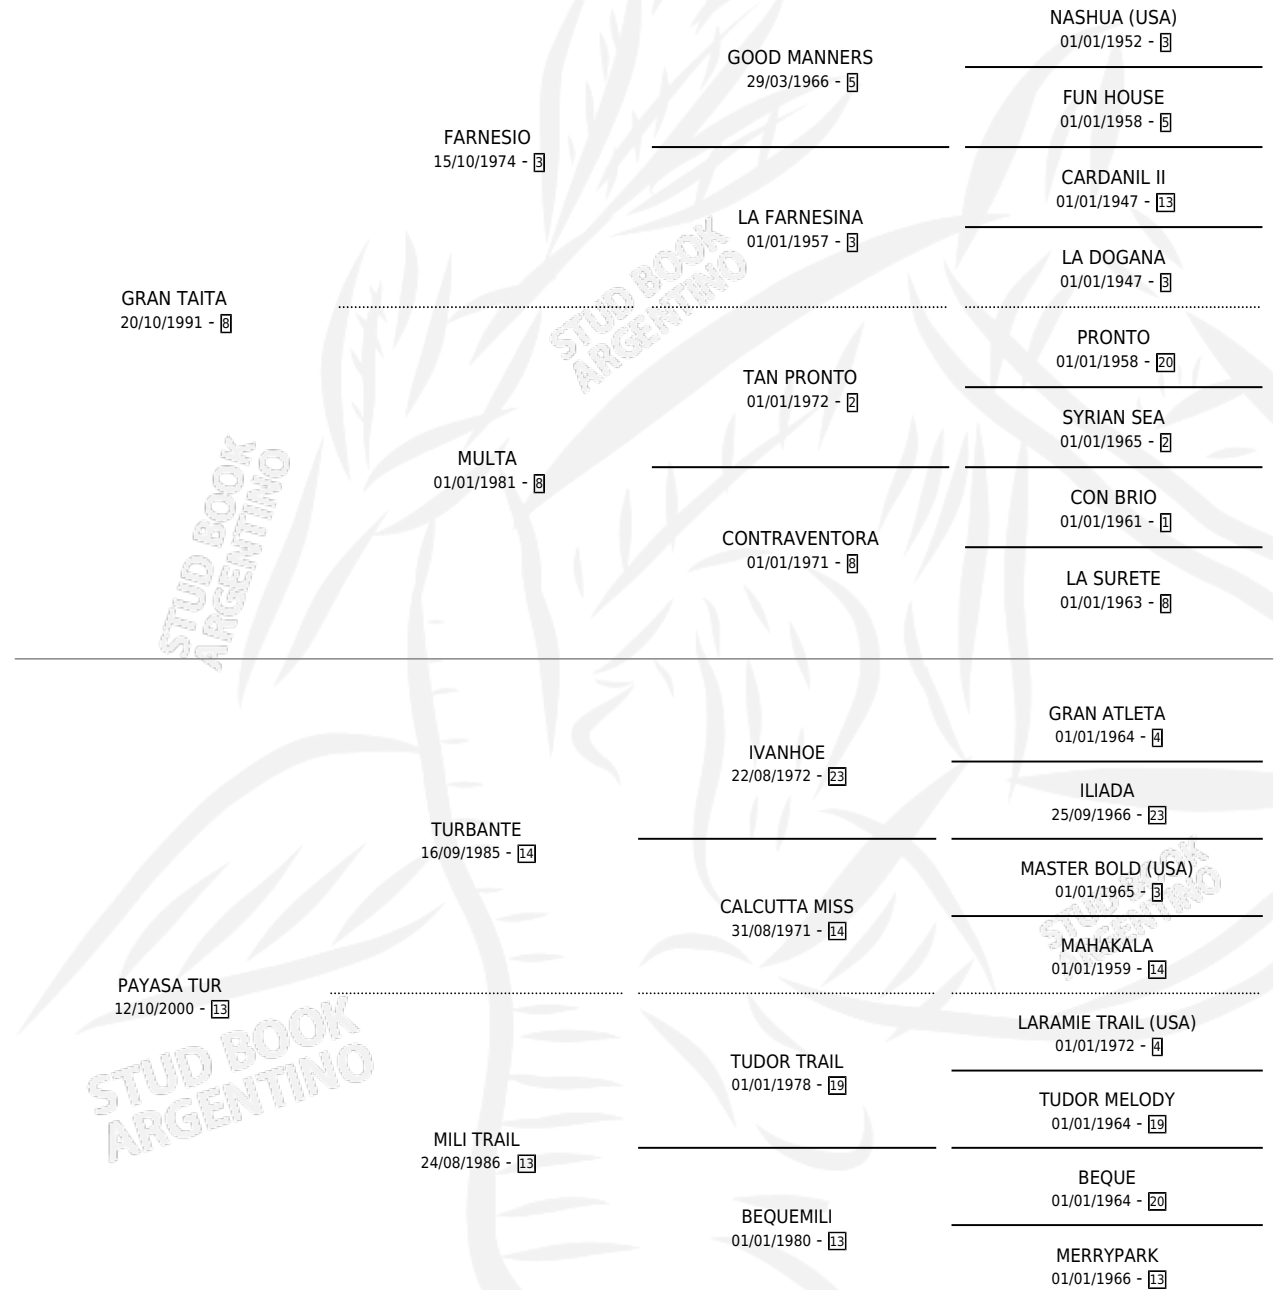 NASHUA (USA)
01/01/1952 - 3
GOOD MANNERS
29/03/1966 - 5
FUN HOUSE
01/01/1958 - 5
FARNESIO
15/10/1974 - 3
CARDANIL II
01/01/1947 - 13
LA FARNESINA
01/01/1957 - 3
LA DOGANA
01/01/1947 - 3
GRAN TAITA
20/10/1991 - 8
PRONTO
01/01/1958 - 20
TAN PRONTO
01/01/1972 - 2
SYRIAN SEA
01/01/1965 - 2
MULTA
01/01/1981 - 8
CON BRIO
01/01/1961 - 1
CONTRAVENTORA
01/01/1971 - 8
LA SURETE
01/01/1963 - 8
GRAN ATLETA
01/01/1964 - 4
IVANHOE
22/08/1972 - 23
ILIADA
25/09/1966 - 23
TURBANTE
16/09/1985 - 14
MASTER BOLD (USA)
01/01/1965 - 3
CALCUTTA MISS
31/08/1971 - 14
MAHAKALA
01/01/1959 - 14
PAYASA TUR
12/10/2000 - 13
LARAMIE TRAIL (USA)
01/01/1972 - 4
TUDOR TRAIL
01/01/1978 - 19
TUDOR MELODY
01/01/1964 - 19
MILI TRAIL
24/08/1986 - 13
BEQUE
01/01/1964 - 20
BEQUEMILI
01/01/1980 - 13
MERRYPARK
01/01/1966 - 13
STUD BOOK
ARGENTINO
STUD BOOK
ARGENTINO
STUD BOOK
ARGENTINO
STUD BOOK
ARGENTINO